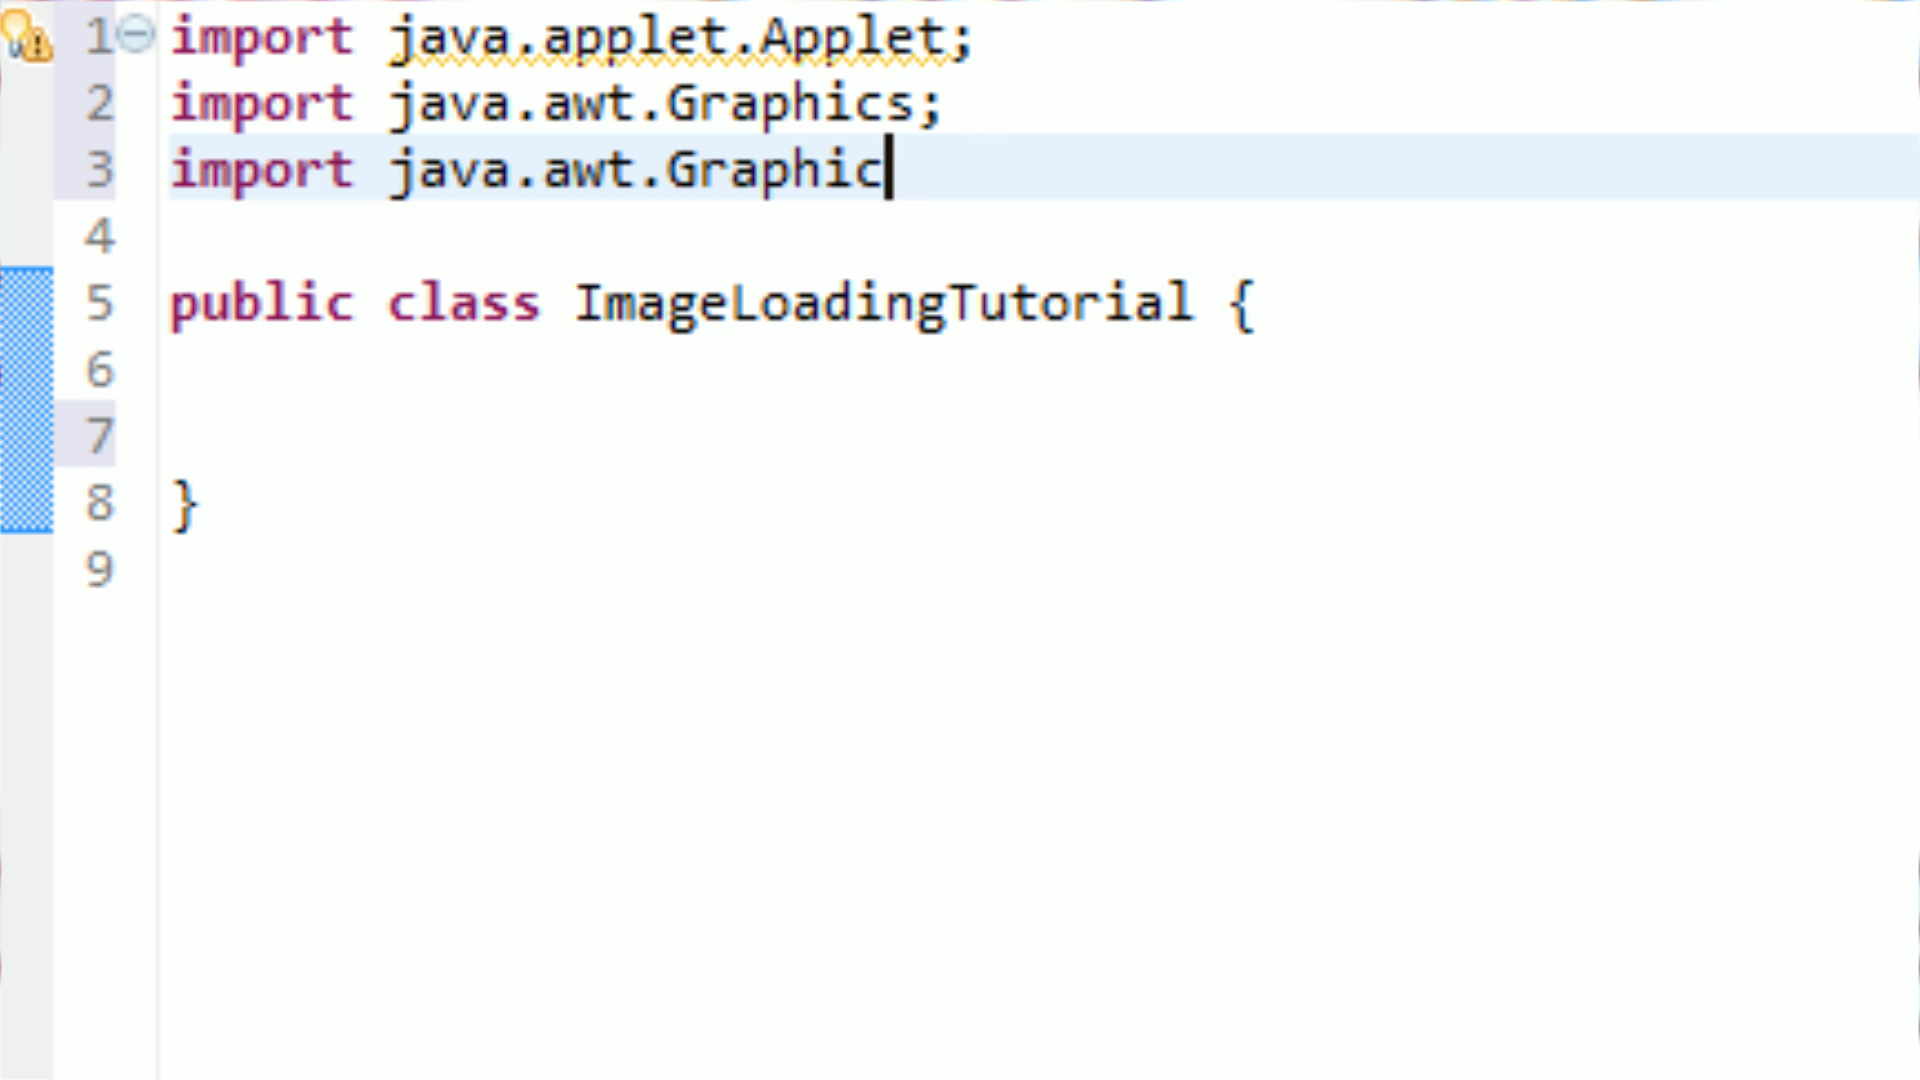 1 import java.applet.Applet;
2 import java.awt.Graphics;
3 import java.awt.Graphic
4
5 public class ImageLoadingTutorial {
6
7
8 }
9